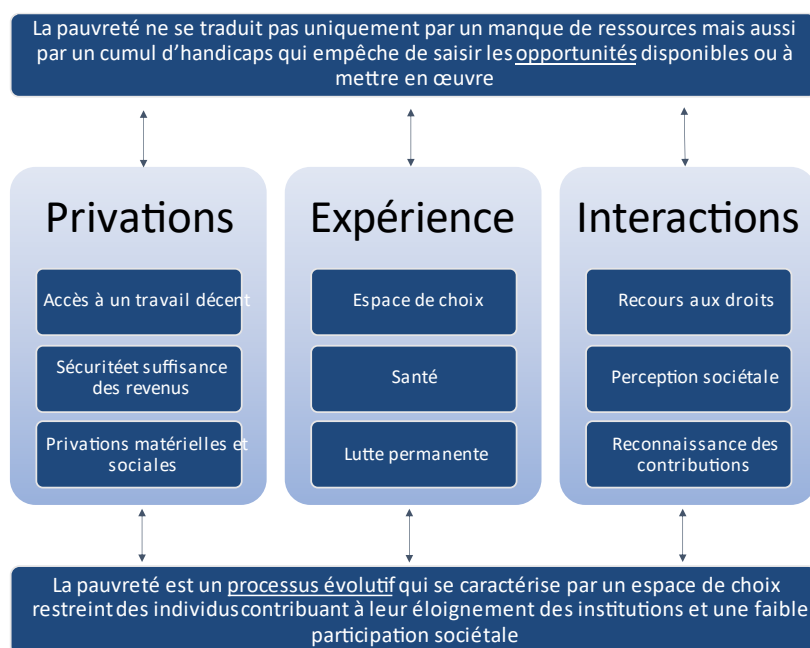 La pauvreté ne se traduit pas uniquement par un manque de ressources mais aussi
par un cumul d’handicaps qui empêche de saisir les opportunités disponibles ou à
mettre en œuvre
Privations
Accès à un travail décent
Sécuritéet suffisance
des revenus
Privations matérielles et
sociales
Expérience
Espace de choix
Santé
Lutte permanente
Interactions
Recours aux droits
Perception sociétale
Reconnaissance des
contributions
La pauvreté est un processus évolutif qui se caractérise par un espace de choix
restreint des individuscontribuant à leur éloignement des institutions et une faible
participation sociétale